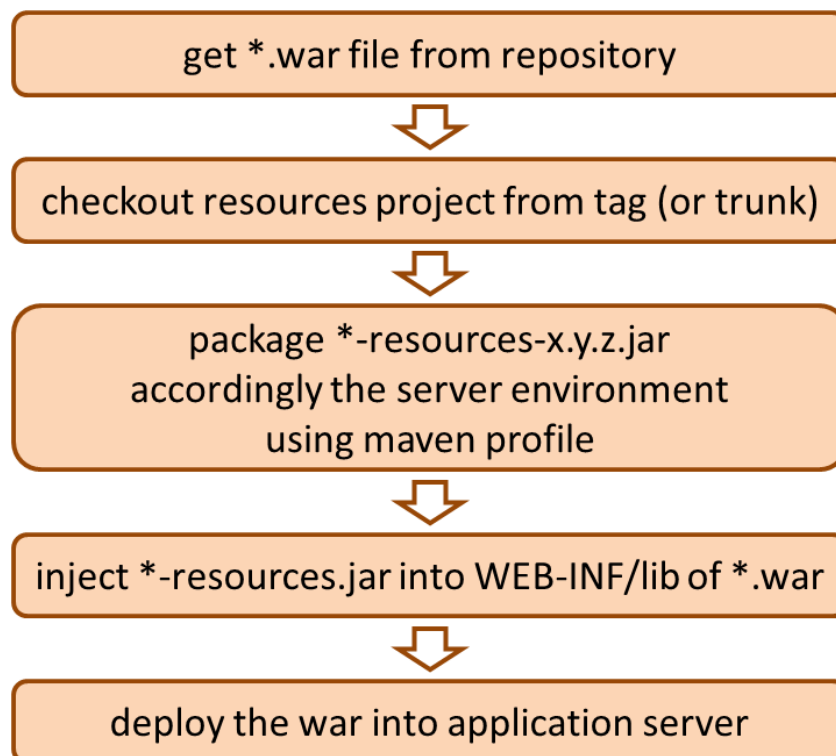 get *.war file from repository
checkout resources project from tag (or trunk)
package *-resources-x.y.z.jar
accordingly the server environment
using maven profile
inject *-resources.jar into WEB-INF/lib of *.war
deploy the war into application server